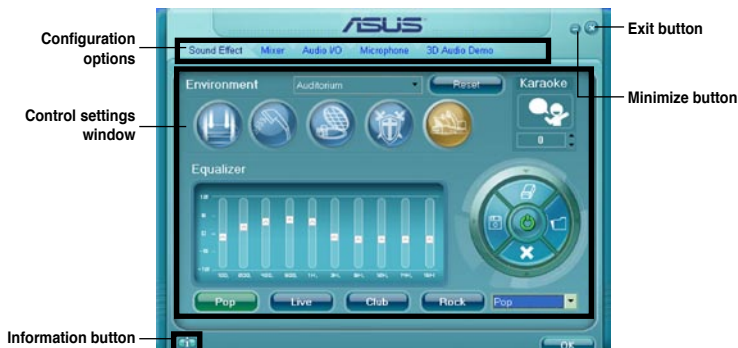 ASUS
Exit button
Configuration options
Sound Effect Mixer Audio I/O Microphone 3D Audio Demo
Minimize button
Environment Auditorium Reset Karaoke
Control settings window
0
Equalizer
Pop Live Club Rock Pop
Information button
OK